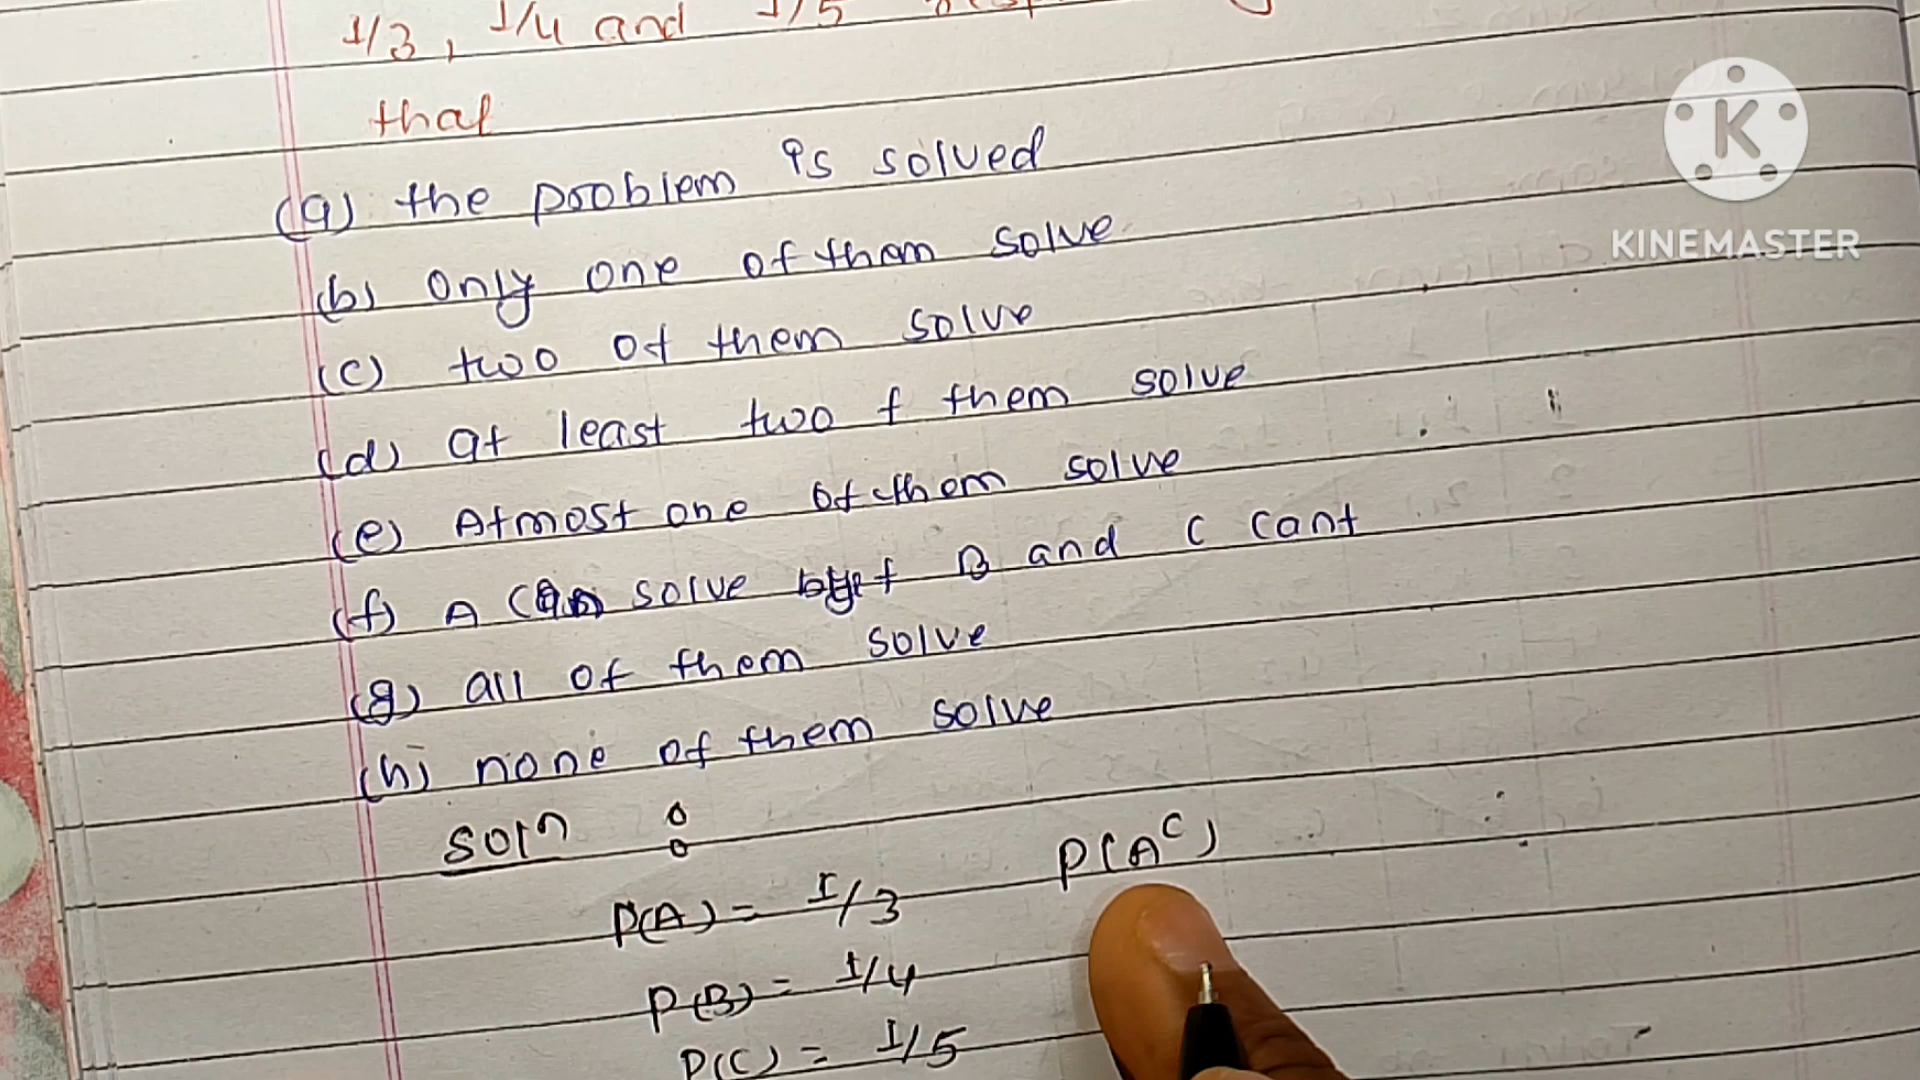 1/3, 1/4 and 1/5
that
(a) the problem is solved
(b) only one of them solve
(c) two of them solve
(d) at least two f them solve
(e) Atmost one of them solve
(f) A can solve but B and C cant
(g) all of them solve
(h) none of them solve
soln :
P(A) = 1/3 P(A^C)
P(B) = 1/4
P(C) = 1/5
K
KINEMASTER